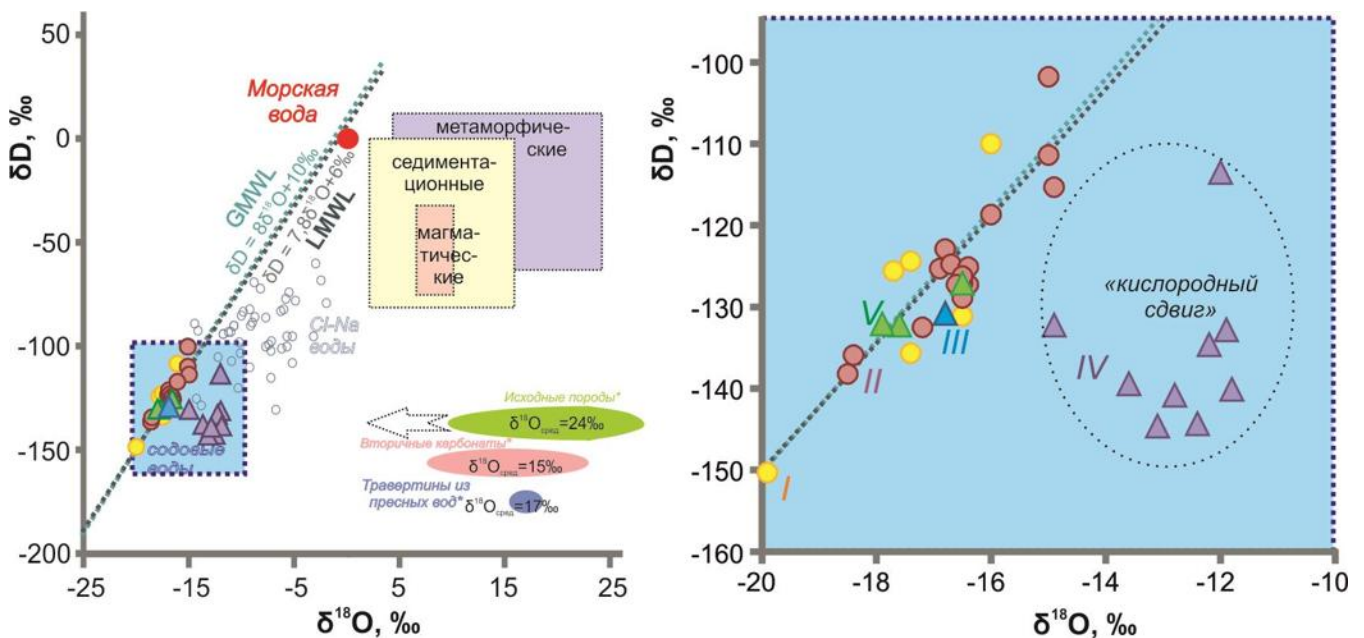 50
0
-50
-100
-150
-200
δD, ‰
-25
-15
-5
5
15
25
δ¹⁸O, ‰
Морская
вода
GMWL
δD = 8δ¹⁸O+10‰
δD = 7,8δ¹⁸O+6‰
LMWL
метаморфиче-
ские
седимента-
ционные
магма-
тичес-
кие
Cl-Na
воды
содовые
воды
Исходные породы*
δ¹⁸Oсред=24‰
Вторичные карбонаты*
δ¹⁸Oсред=15‰
Травертины из
пресных вод*
δ¹⁸Oсред=17‰
-100
-110
-120
-130
-140
-150
-160
δD, ‰
-20
-18
-16
-14
-12
-10
δ¹⁸O, ‰
«кислородный
сдвиг»
V
III
II
IV
I